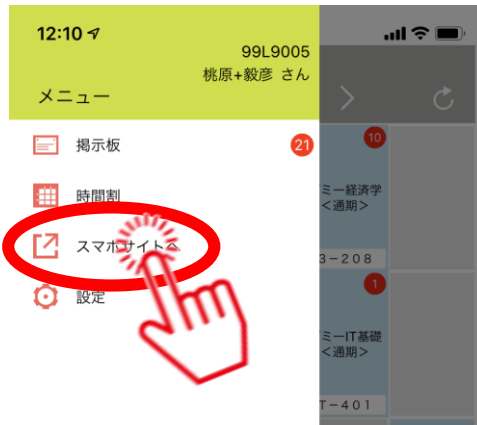 12:10
99L9005
桃原+毅彦 さん
メニュー
掲示板
21
時間割
スマホサイトへ
設定
10
ミー経済学
＜通期＞
3－208
1
ミーIT基礎
＜通期＞
T－401